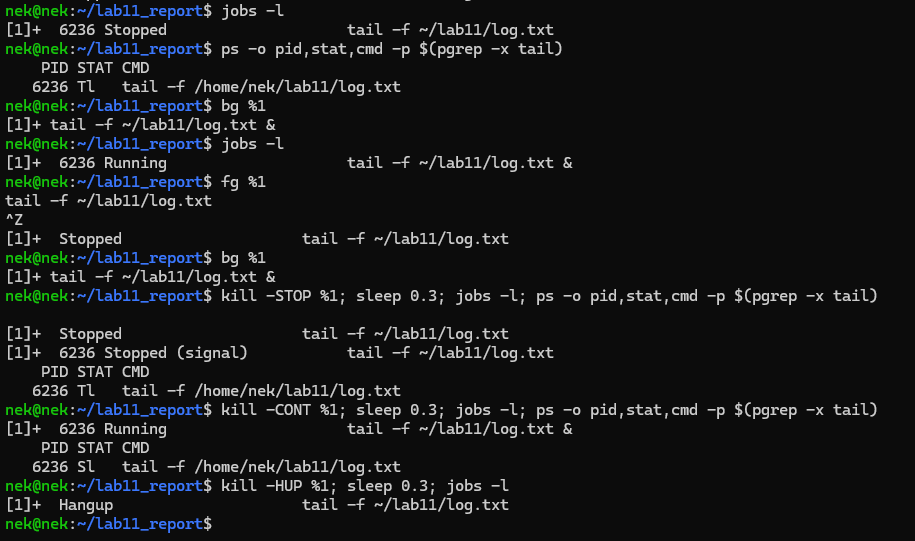 nek@nek:~/lab11_report$ jobs -l
[1]+  6236 Stopped                 tail -f ~/lab11/log.txt
nek@nek:~/lab11_report$ ps -o pid,stat,cmd -p $(pgrep -x tail)
    PID STAT CMD
   6236 Tl   tail -f /home/nek/lab11/log.txt
nek@nek:~/lab11_report$ bg %1
[1]+ tail -f ~/lab11/log.txt &
nek@nek:~/lab11_report$ jobs -l
[1]+  6236 Running                 tail -f ~/lab11/log.txt &
nek@nek:~/lab11_report$ fg %1
tail -f ~/lab11/log.txt
^Z
[1]+  Stopped                 tail -f ~/lab11/log.txt
nek@nek:~/lab11_report$ bg %1
[1]+ tail -f ~/lab11/log.txt &
nek@nek:~/lab11_report$ kill -STOP %1; sleep 0.3; jobs -l; ps -o pid,stat,cmd -p $(pgrep -x tail)

[1]+  Stopped                 tail -f ~/lab11/log.txt
[1]+  6236 Stopped (signal)        tail -f ~/lab11/log.txt
    PID STAT CMD
   6236 Tl   tail -f /home/nek/lab11/log.txt
nek@nek:~/lab11_report$ kill -CONT %1; sleep 0.3; jobs -l; ps -o pid,stat,cmd -p $(pgrep -x tail)
[1]+  6236 Running                 tail -f ~/lab11/log.txt &
    PID STAT CMD
   6236 Sl   tail -f /home/nek/lab11/log.txt
nek@nek:~/lab11_report$ kill -HUP %1; sleep 0.3; jobs -l
[1]+  Hangup                  tail -f ~/lab11/log.txt
nek@nek:~/lab11_report$